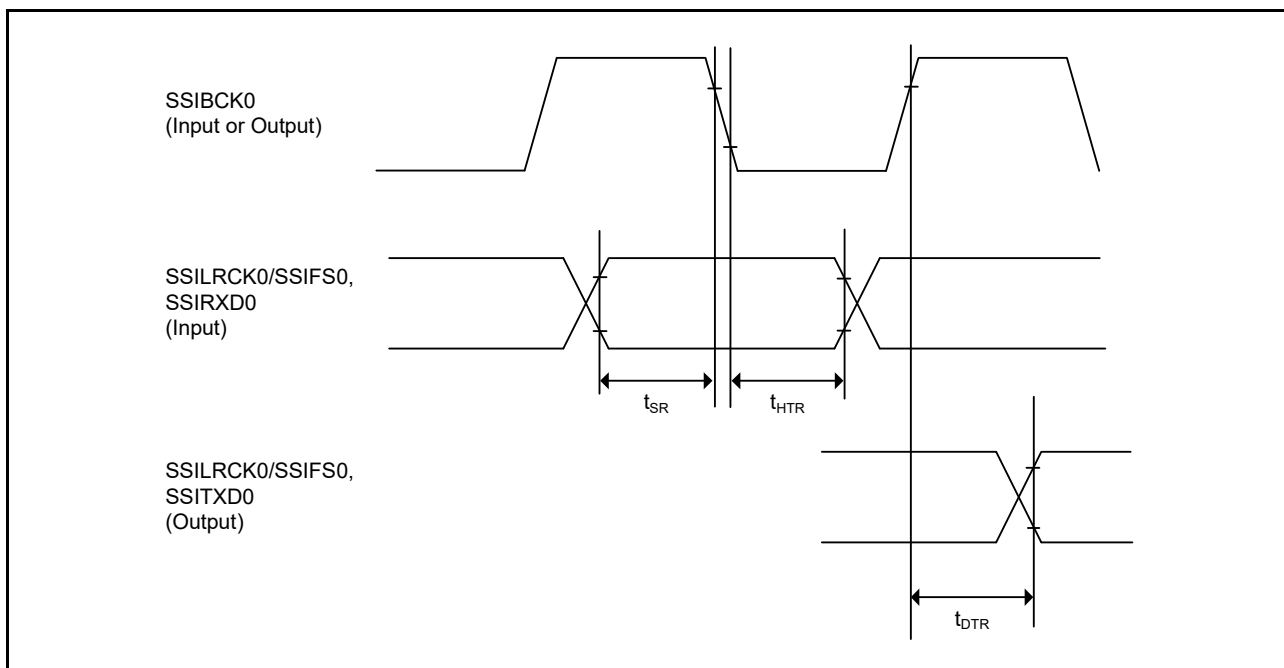 SSIBCK0
(Input or Output)
SSILRCK0/SSIFS0,
SSIRXD0
(Input)
tSR
tHTR
SSILRCK0/SSIFS0,
SSITXD0
(Output)
tDTR